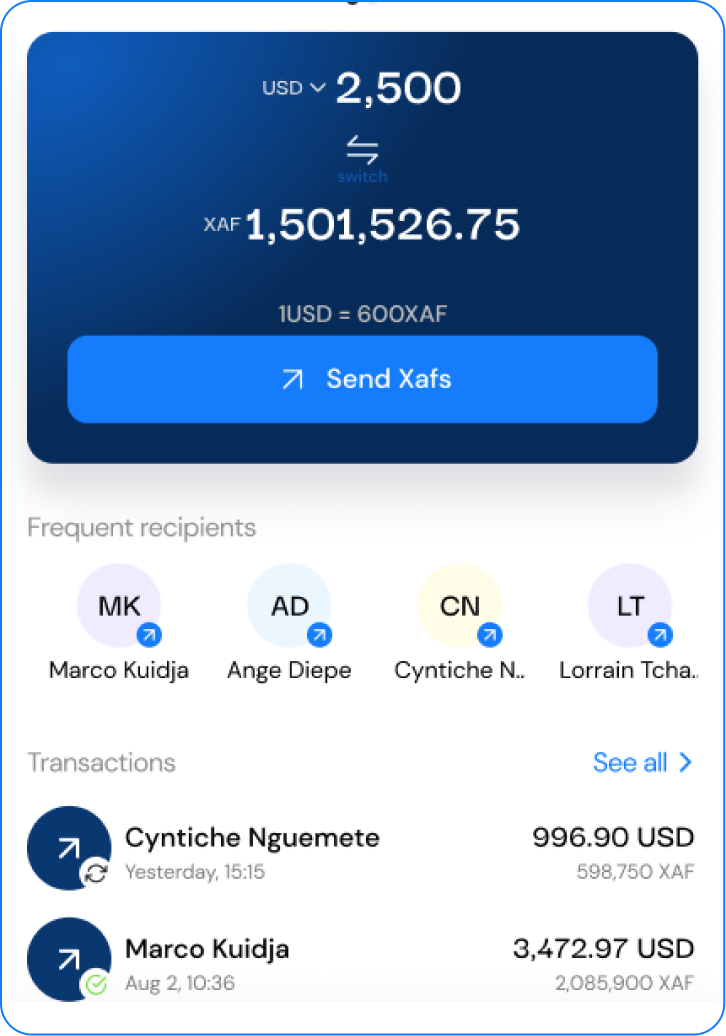 USD 2,500
switch
XAF 1,501,526.75
1USD = 600XAF
Send Xafs
Frequent recipients
MK AD CN LT
Marco Kuidja Ange Diepe Cyntiche N.. Lorrain Tcha..
Transactions See all
Cyntiche Nguemete 996.90 USD
Yesterday, 15:15 598,750 XAF
Marco Kuidja 3,472.97 USD
Aug 2, 10:36 2,085,900 XAF